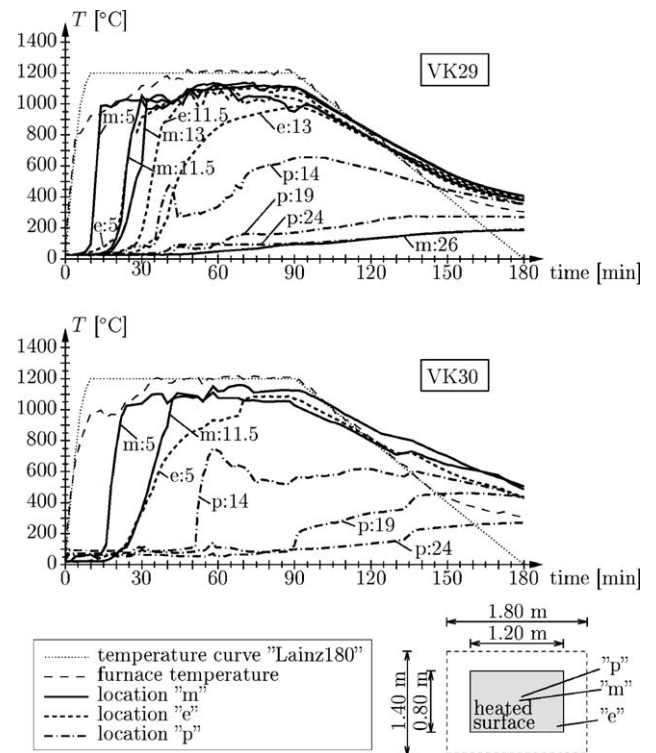 T [°C]
1400
1200
1000
800
600
400
200
0
VK29
m:5
e:11.5
m:13
m:11.5
e:5
e:13
p:14
p:19
p:24
m:26
0 30 60 90 120 150 180
time [min]
T [°C]
1400
1200
1000
800
600
400
200
0
VK30
m:5
m:11.5
e:5
p:14
p:19
p:24
0 30 60 90 120 150 180
time [min]
temperature curve ”Lainz180”
furnace temperature
location ”m”
location ”e”
location ”p”
1.80 m
1.20 m
1.40 m
0.80 m
heated
surface
”p”
”m”
”e”